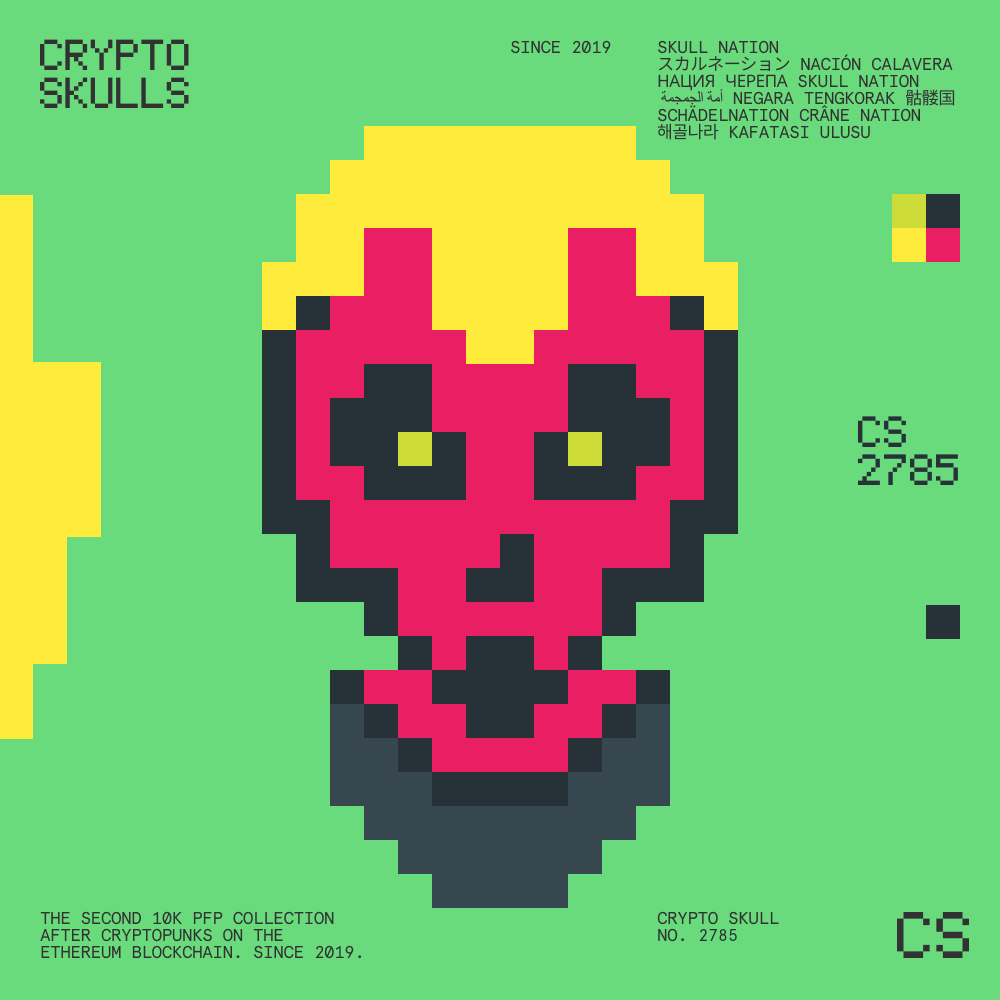 CRYPTO
SKULLS
SINCE 2019
SKULL NATION
スカルネーション NACIÓN CALAVERA
НАЦИЯ ЧЕРЕПА SKULL NATION
أمة الجمجمة NEGARA TENGKORAK 骷髅国
SCHÄDELNATION CRÂNE NATION
해골나라 KAFATASI ULUSU
CS
2785
THE SECOND 10K PFP COLLECTION
AFTER CRYPTOPUNKS ON THE
ETHEREUM BLOCKCHAIN. SINCE 2019.
CRYPTO SKULL
NO. 2785
CS